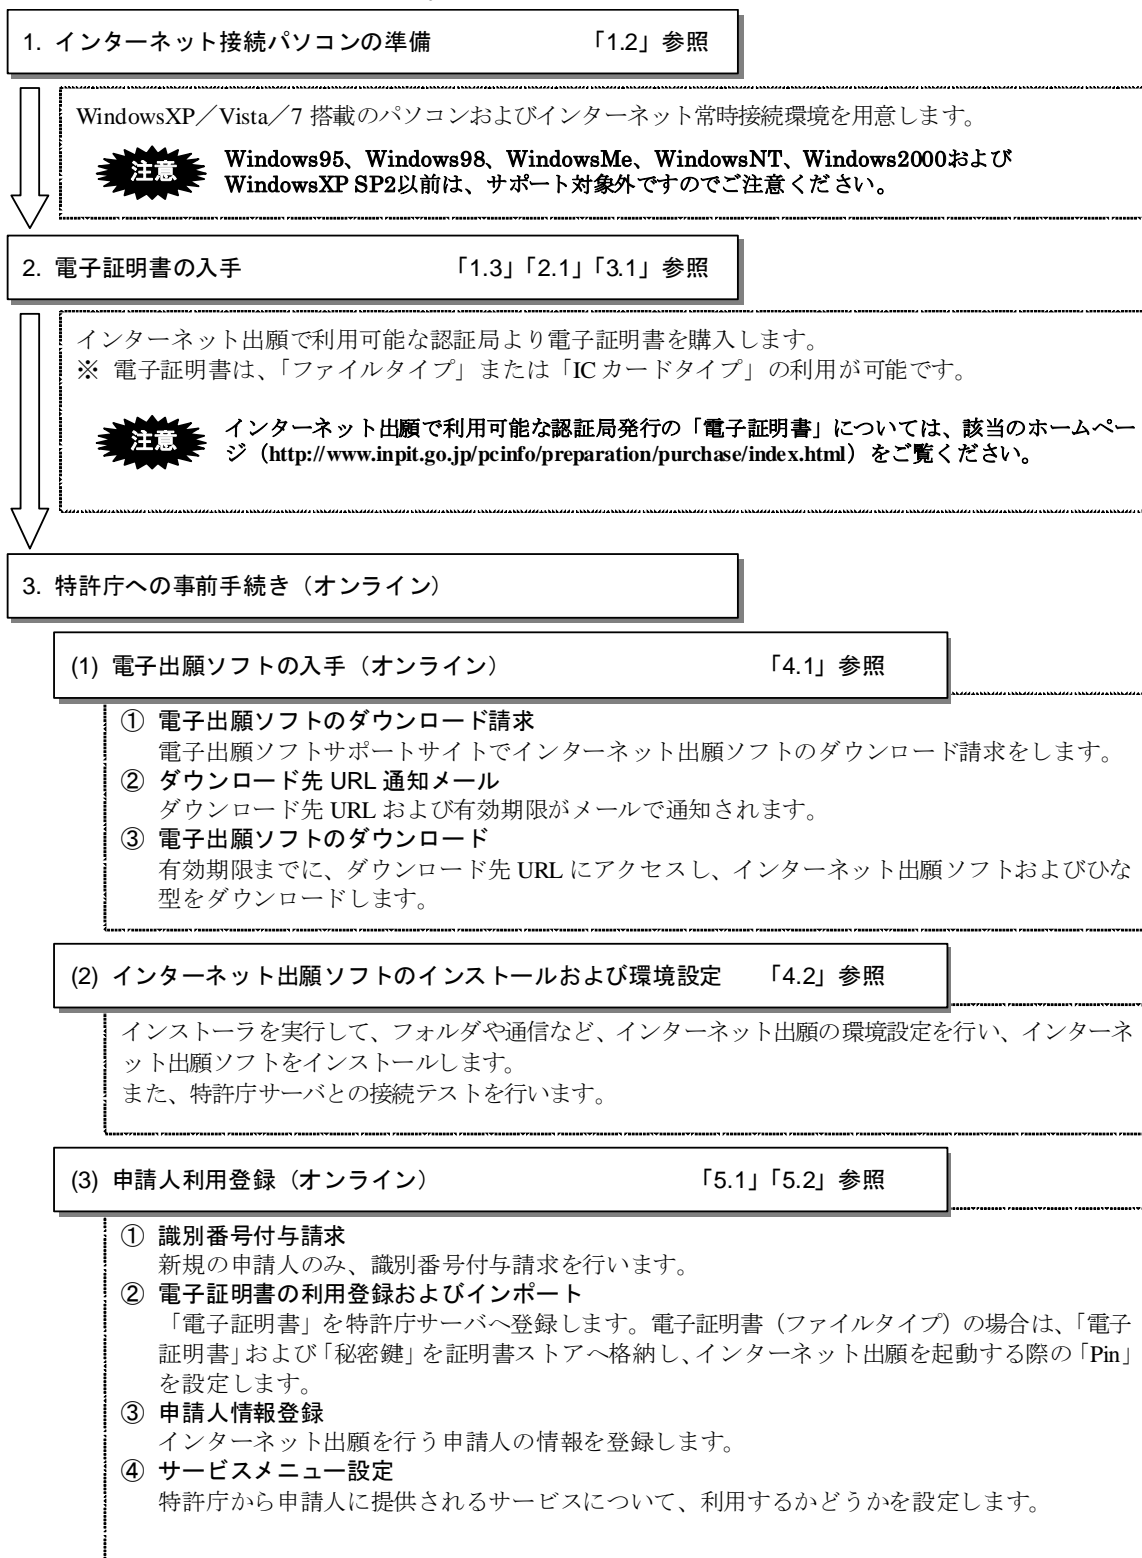 1. インターネット接続パソコンの準備 「1.2」参照
WindowsXP／Vista／7 搭載のパソコンおよびインターネット常時接続環境を用意します。
注意
Windows95、Windows98、WindowsMe、WindowsNT、Windows2000および
WindowsXP SP2以前は、サポート対象外ですのでご注意ください。
2. 電子証明書の入手 「1.3」「2.1」「3.1」参照
インターネット出願で利用可能な認証局より電子証明書を購入します。
※ 電子証明書は、「ファイルタイプ」または「ICカードタイプ」の利用が可能です。
注意
インターネット出願で利用可能な認証局発行の「電子証明書」については、該当のホームペー
ジ（http://www.inpit.go.jp/pcinfo/preparation/purchase/index.html）をご覧ください。
3. 特許庁への事前手続き（オンライン）
(1) 電子出願ソフトの入手（オンライン） 「4.1」参照
① 電子出願ソフトのダウンロード請求
電子出願ソフトサポートサイトでインターネット出願ソフトのダウンロード請求をします。
② ダウンロード先 URL 通知メール
ダウンロード先 URL および有効期限がメールで通知されます。
③ 電子出願ソフトのダウンロード
有効期限までに、ダウンロード先 URL にアクセスし、インターネット出願ソフトおよびひな
型をダウンロードします。
(2) インターネット出願ソフトのインストールおよび環境設定 「4.2」参照
インストーラを実行して、フォルダや通信など、インターネット出願の環境設定を行い、インターネ
ット出願ソフトをインストールします。
また、特許庁サーバとの接続テストを行います。
(3) 申請人利用登録（オンライン） 「5.1」「5.2」参照
① 識別番号付与請求
新規の申請人のみ、識別番号付与請求を行います。
② 電子証明書の利用登録およびインポート
「電子証明書」を特許庁サーバへ登録します。電子証明書（ファイルタイプ）の場合は、「電子
証明書」および「秘密鍵」を証明書ストアへ格納し、インターネット出願を起動する際の「Pin」
を設定します。
③ 申請人情報登録
インターネット出願を行う申請人の情報を登録します。
④ サービスメニュー設定
特許庁から申請人に提供されるサービスについて、利用するかどうかを設定します。